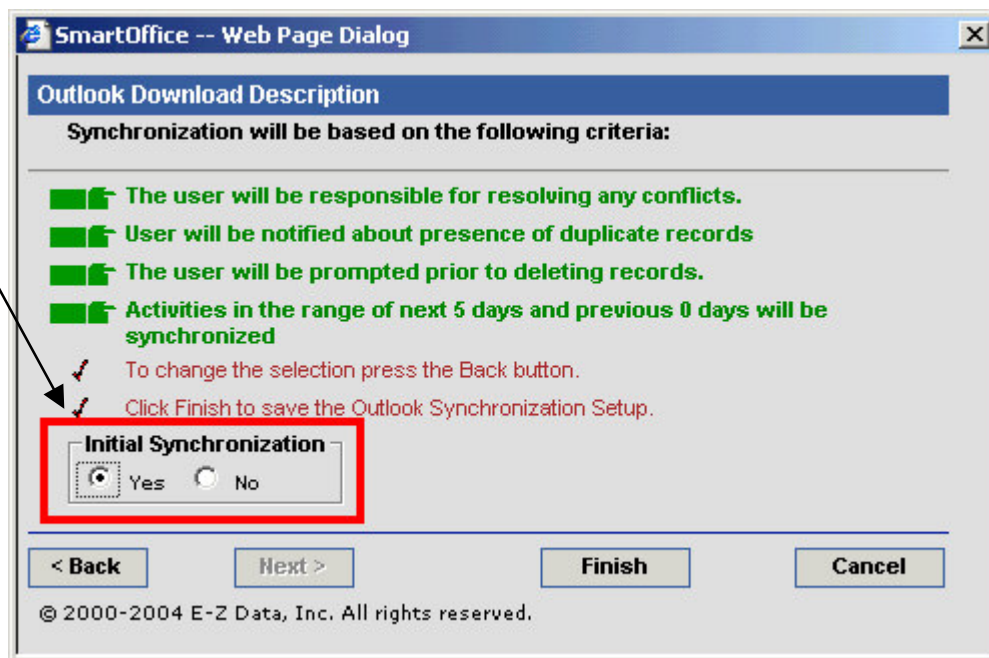 SmartOffice -- Web Page Dialog
Outlook Download Description
Synchronization will be based on the following criteria:
The user will be responsible for resolving any conflicts.
User will be notified about presence of duplicate records
The user will be prompted prior to deleting records.
Activities in the range of next 5 days and previous 0 days will be
synchronized
To change the selection press the Back button.
Click Finish to save the Outlook Synchronization Setup.
Initial Synchronization
Yes No
< Back Next > Finish Cancel
© 2000-2004 E-Z Data, Inc. All rights reserved.